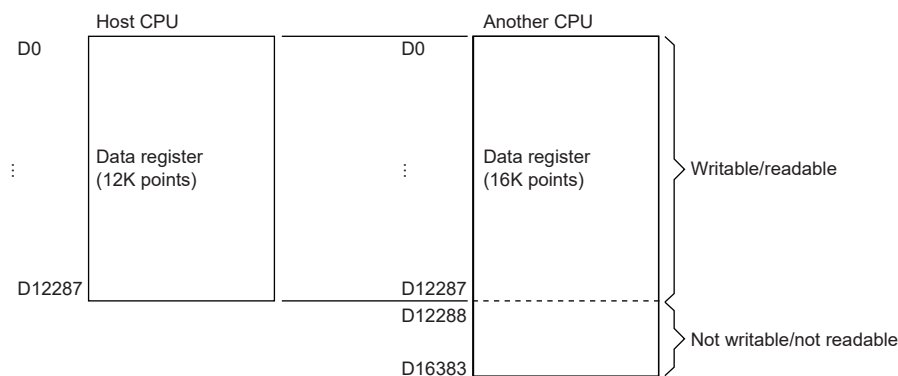 Host CPU
Another CPU
D0
D0
⋮
Data register
(12K points)
⋮
Data register
(16K points)
Writable/readable
D12287
D12287
D12288
Not writable/not readable
D16383